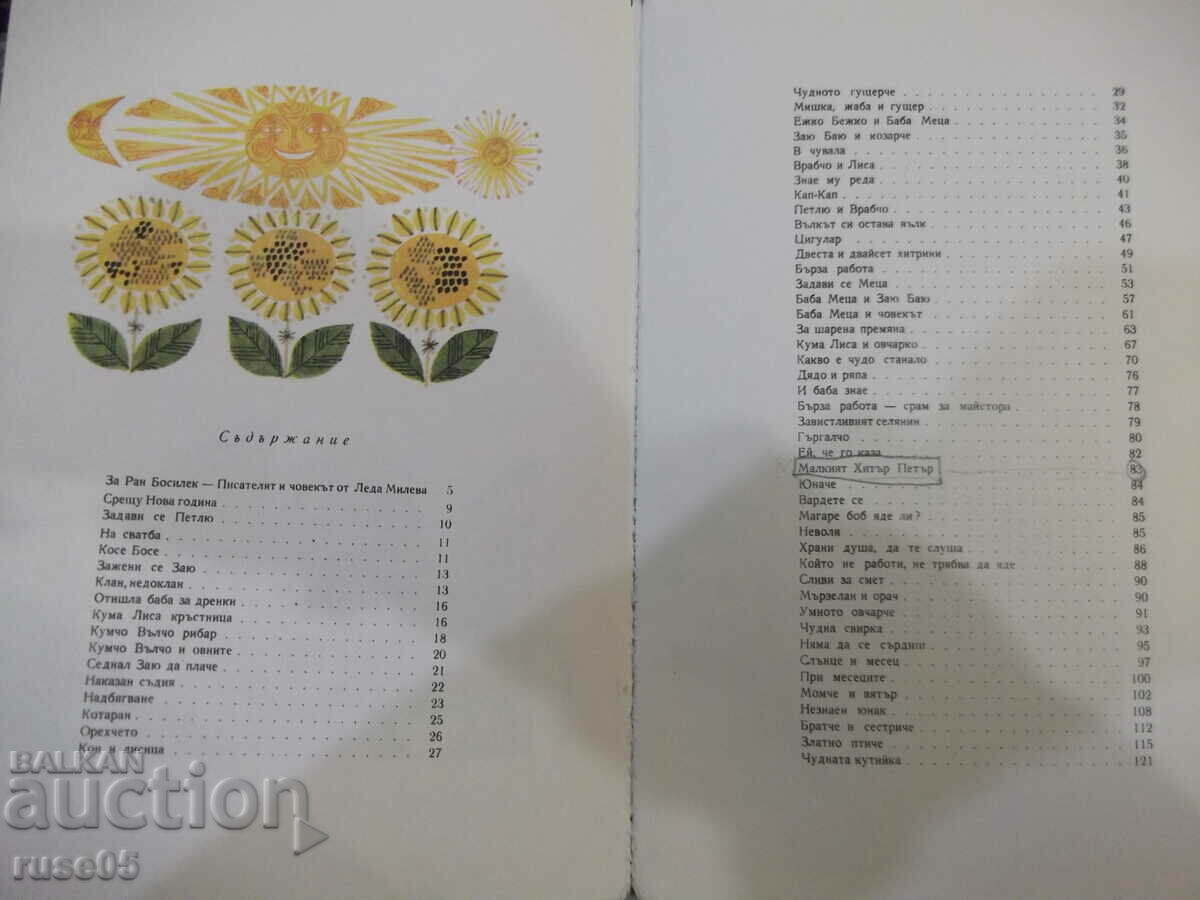 Съдържание
За Ран Босилек — Писателят и човекът от Леда Милева 5
Срещу Нова година . . . . . . . . . . . 9
Задави се Петлю . . . . . . . . . . . 10
На сватба . . . . . . . . . . . 11
Косе Босе . . . . . . . . . . . 11
Зажени се Заю . . . . . . . . . . . 13
Клан, недоклан . . . . . . . . . . . 13
Отишла баба за дренки . . . . . . . . . . . 16
Кума Лиса кръстница . . . . . . . . . . . 16
Кумчо Вълчо рибар . . . . . . . . . . . 18
Кумчо Вълчо и овните . . . . . . . . . . . 20
Седнал Заю да плаче . . . . . . . . . . . 21
Наказан съдия . . . . . . . . . . . 22
Надбягване . . . . . . . . . . . 23
Котаран . . . . . . . . . . . 25
Орехчето . . . . . . . . . . . 26
Кон и лисица . . . . . . . . . . . 27
Чудното гущерче . . . . . . . . . . . 29
Мишка, жаба и гущер . . . . . . . . . . . 32
Ежко Бежко и Баба Меца . . . . . . . . . . . 34
Заю Баю и козарче . . . . . . . . . . . 35
В чувала . . . . . . . . . . . 36
Врабчо и Лиса . . . . . . . . . . . 38
Знае му реда . . . . . . . . . . . 40
Кап-Кап . . . . . . . . . . . 41
Петлю и Врабчо . . . . . . . . . . . 43
Вълкът си остава вълк . . . . . . . . . . . 46
Цигулар . . . . . . . . . . . 47
Двеста и двайсет хитрини . . . . . . . . . . . 49
Бърза работа . . . . . . . . . . . 51
Задави се Меца . . . . . . . . . . . 53
Баба Меца и Заю Баю . . . . . . . . . . . 57
Баба Меца и човекът . . . . . . . . . . . 61
За шарена премяна . . . . . . . . . . . 63
Кума Лиса и овчарко . . . . . . . . . . . 67
Какво е чудо станало . . . . . . . . . . . 70
Дядо и ряпа . . . . . . . . . . . 76
И баба знае . . . . . . . . . . . 77
Бърза работа — срам за майстора . . . . . . . . . . . 78
Завистливият селянин . . . . . . . . . . . 79
Гъргалчо . . . . . . . . . . . 80
Ей, че го каза . . . . . . . . . . . 82
Малкият Хитър Петър . . . . . . . . . . . 83
Юначе . . . . . . . . . . . 84
Вардете се . . . . . . . . . . . 84
Магаре боб яде ли? . . . . . . . . . . . 85
Неволя . . . . . . . . . . . 85
Храни душа, да те слуша . . . . . . . . . . . 86
Който не работи, не трябва да яде . . . . . . . . . . . 88
Сливи за смет . . . . . . . . . . . 90
Мързелан и орач . . . . . . . . . . . 90
Умното овчарче . . . . . . . . . . . 91
Чудна свирка . . . . . . . . . . . 93
Няма да се сърдиш . . . . . . . . . . . 95
Слънце и месец . . . . . . . . . . . 97
При месеците . . . . . . . . . . . 100
Момче и вятър . . . . . . . . . . . 102
Незнаен юнак . . . . . . . . . . . 108
Братче и сестриче . . . . . . . . . . . 112
Златно птиче . . . . . . . . . . . 115
Чудната кутийка . . . . . . . . . . . 121
BALKAN
auction
ruse05